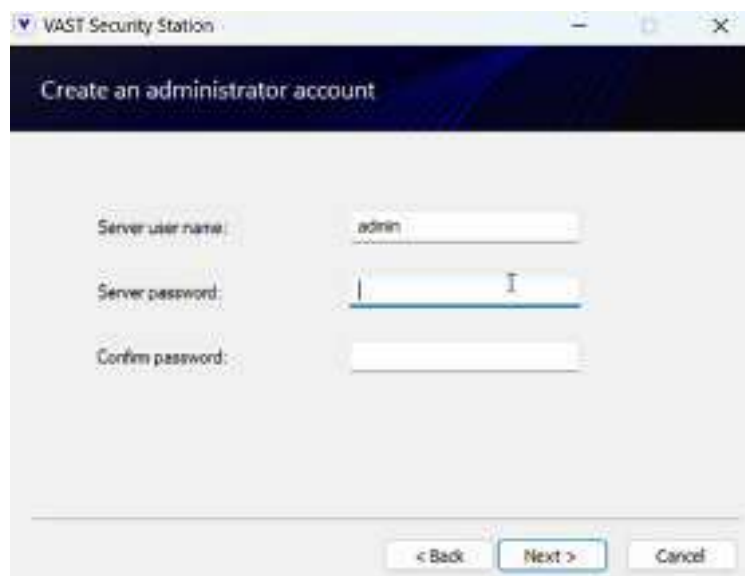 VAST Security Station
Create an administrator account
Server user name: admin
Server password:
Confirm password:
< Back Next > Cancel